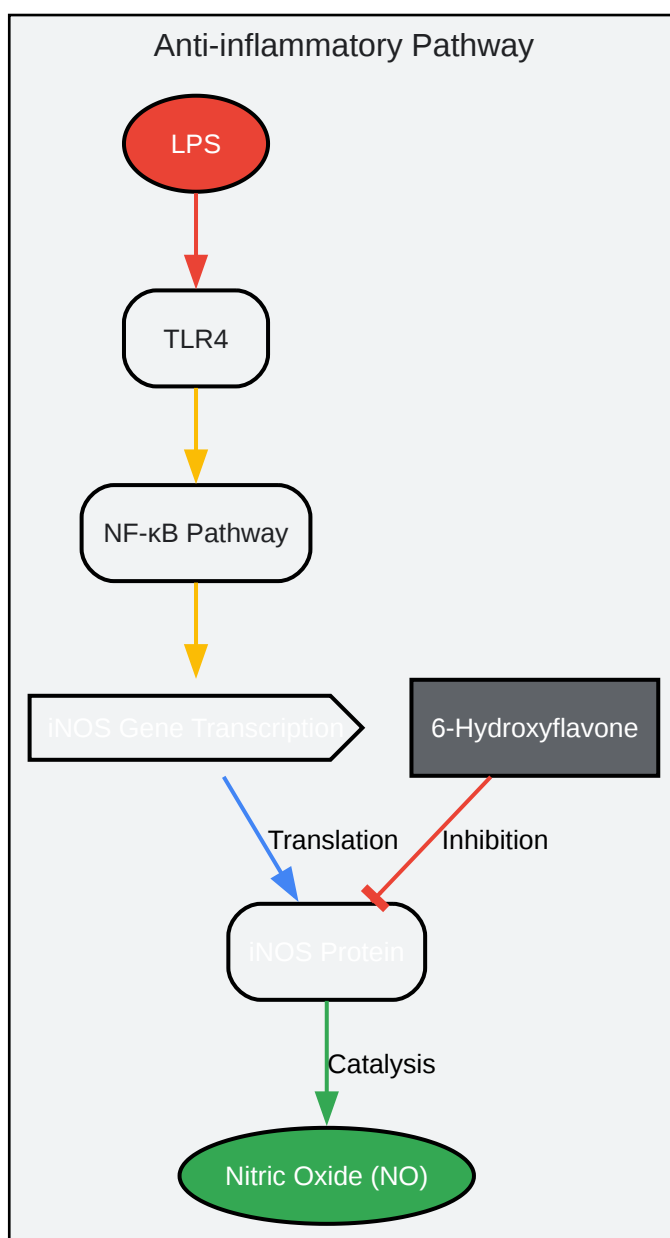 Anti-inflammatory Pathway
LPS
TLR4
NF-κB Pathway
iNOS Gene Transcription
6-Hydroxyflavone
Translation
Inhibition
iNOS Protein
Catalysis
Nitric Oxide (NO)